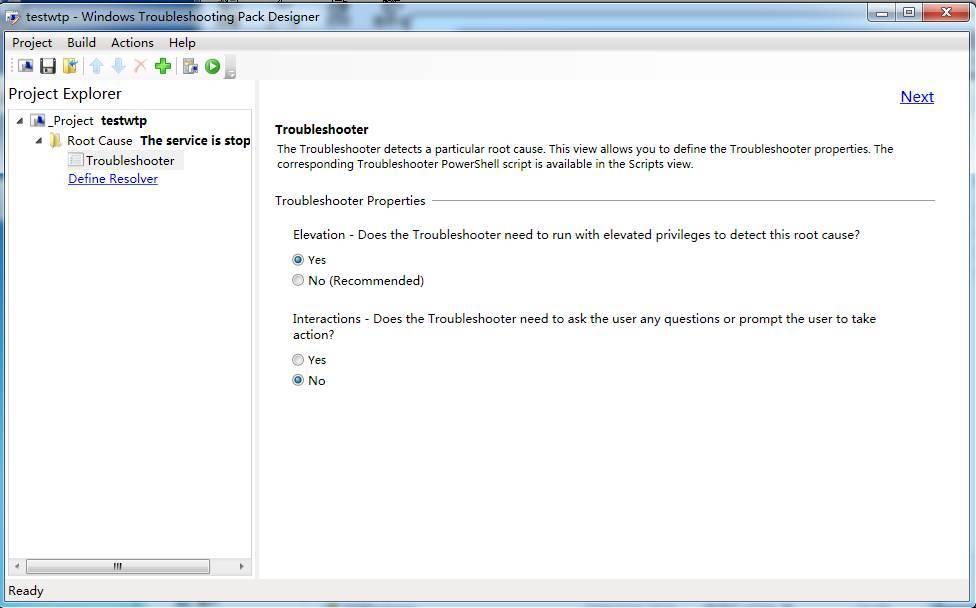 testwtp - Windows Troubleshooting Pack Designer
Project Build Actions Help
Project Explorer
_Project testwtp
Root Cause The service is stop
Troubleshooter
Define Resolver
Next
Troubleshooter
The Troubleshooter detects a particular root cause. This view allows you to define the Troubleshooter properties. The
corresponding Troubleshooter PowerShell script is available in the Scripts view.
Troubleshooter Properties
Elevation - Does the Troubleshooter need to run with elevated privileges to detect this root cause?
Yes
No (Recommended)
Interactions - Does the Troubleshooter need to ask the user any questions or prompt the user to take
action?
Yes
No
Ready